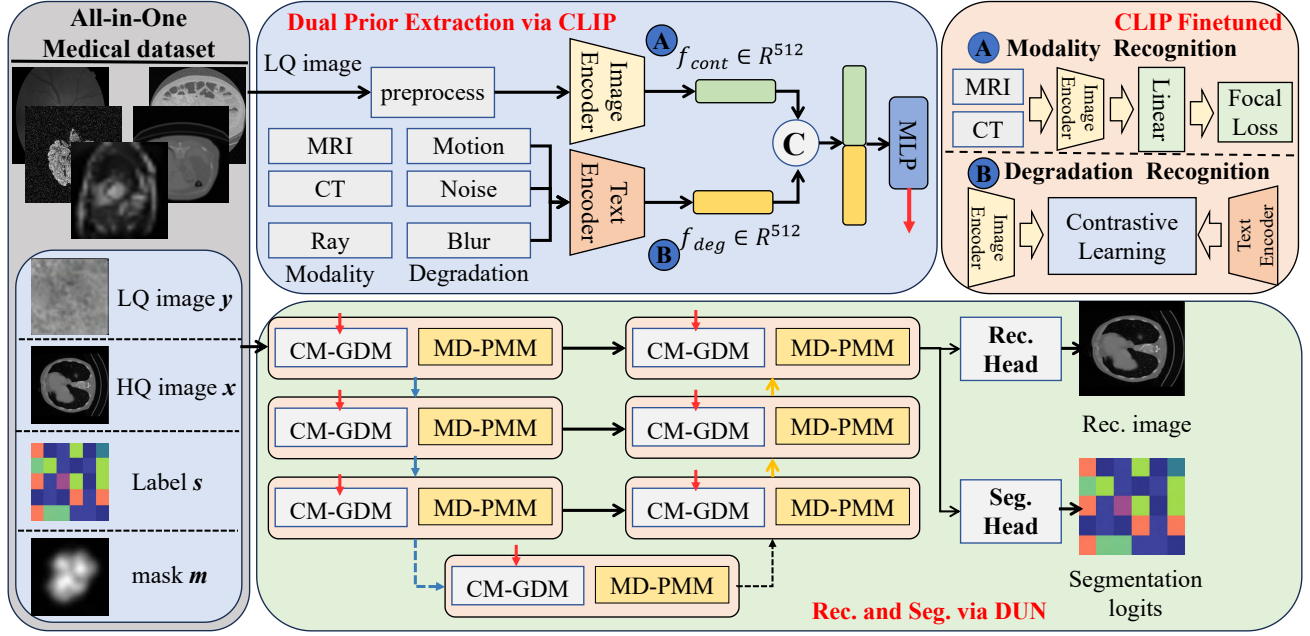 All-in-One
Medical dataset
LQ image y
HQ image x
Label s
mask m
Dual Prior Extraction via CLIP
LQ image
preprocess
Image
Encoder
A
f_cont ∈ R^512
MRI
Motion
CT
Noise
Ray
Blur
Modality
Degradation
Text
Encoder
B
f_deg ∈ R^512
C
MLP
CLIP Finetuned
A
Modality Recognition
MRI
CT
Image
Encoder
Linear
Focal
Loss
B
Degradation Recognition
Image
Encoder
Contrastive
Learning
Text
Encoder
CM-GDM
MD-PMM
CM-GDM
MD-PMM
Rec.
Head
Rec. image
CM-GDM
MD-PMM
CM-GDM
MD-PMM
CM-GDM
MD-PMM
CM-GDM
MD-PMM
Seg.
Head
Segmentation
logits
CM-GDM
MD-PMM
Rec. and Seg. via DUN